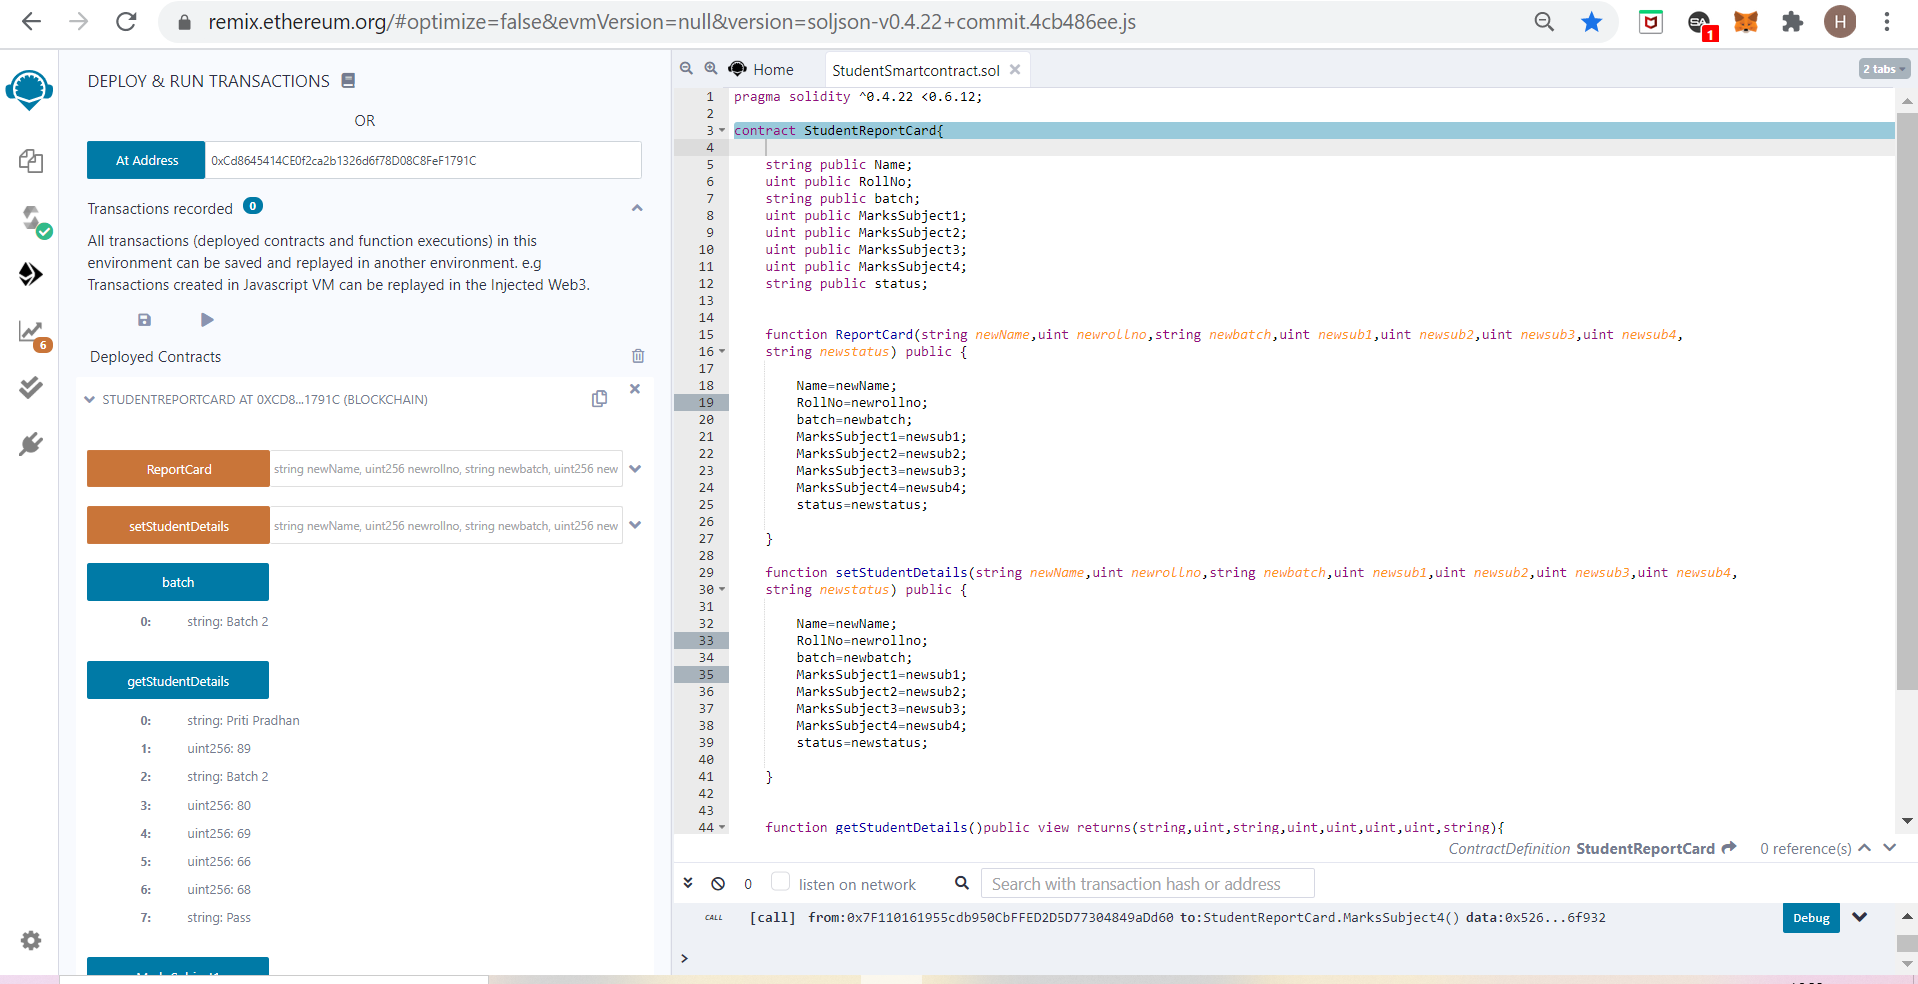 remix.ethereum.org/#optimize=false&evmVersion=null&version=soljson-v0.4.22+commit.4cb486ee.js
1
H
DEPLOY & RUN TRANSACTIONS
OR
At Address
0xCd8645414CE0f2ca2b1326d6f78D08C8FeF1791C
Transactions recorded 0
All transactions (deployed contracts and function executions) in this
environment can be saved and replayed in another environment. e.g
Transactions created in Javascript VM can be replayed in the Injected Web3.
6
Deployed Contracts
STUDENTREPORTCARD AT 0XCD8...1791C (BLOCKCHAIN)
ReportCard string newName, uint256 newrollno, string newbatch, uint256 new
setStudentDetails string newName, uint256 newrollno, string newbatch, uint256 new
batch
0: string: Batch 2
getStudentDetails
0: string: Priti Pradhan
1: uint256: 89
2: string: Batch 2
3: uint256: 80
4: uint256: 69
5: uint256: 66
6: uint256: 68
7: string: Pass
Home
StudentSmartcontract.sol
2 tabs
1 pragma solidity ^0.4.22 <0.6.12;
2
3 contract StudentReportCard{
4
5 string public Name;
6 uint public RollNo;
7 string public batch;
8 uint public MarksSubject1;
9 uint public MarksSubject2;
10 uint public MarksSubject3;
11 uint public MarksSubject4;
12 string public status;
13
14
15 function ReportCard(string newName,uint newrollno,string newbatch,uint newsub1,uint newsub2,uint newsub3,uint newsub4,
16 string newstatus) public {
17
18 Name=newName;
19 RollNo=newrollno;
20 batch=newbatch;
21 MarksSubject1=newsub1;
22 MarksSubject2=newsub2;
23 MarksSubject3=newsub3;
24 MarksSubject4=newsub4;
25 status=newstatus;
26
27 }
28
29 function setStudentDetails(string newName,uint newrollno,string newbatch,uint newsub1,uint newsub2,uint newsub3,uint newsub4,
30 string newstatus) public {
31
32 Name=newName;
33 RollNo=newrollno;
34 batch=newbatch;
35 MarksSubject1=newsub1;
36 MarksSubject2=newsub2;
37 MarksSubject3=newsub3;
38 MarksSubject4=newsub4;
39 status=newstatus;
40
41 }
42
43
44 function getStudentDetails()public view returns(string,uint,string,uint,uint,uint,uint,string){
ContractDefinition StudentReportCard 0 reference(s)
0 listen on network Search with transaction hash or address
CALL [call] from:0x7F110161955cdb950CbFFED2D5D77304849aDd60 to:StudentReportCard.MarksSubject4() data:0x526...6f932 Debug
>